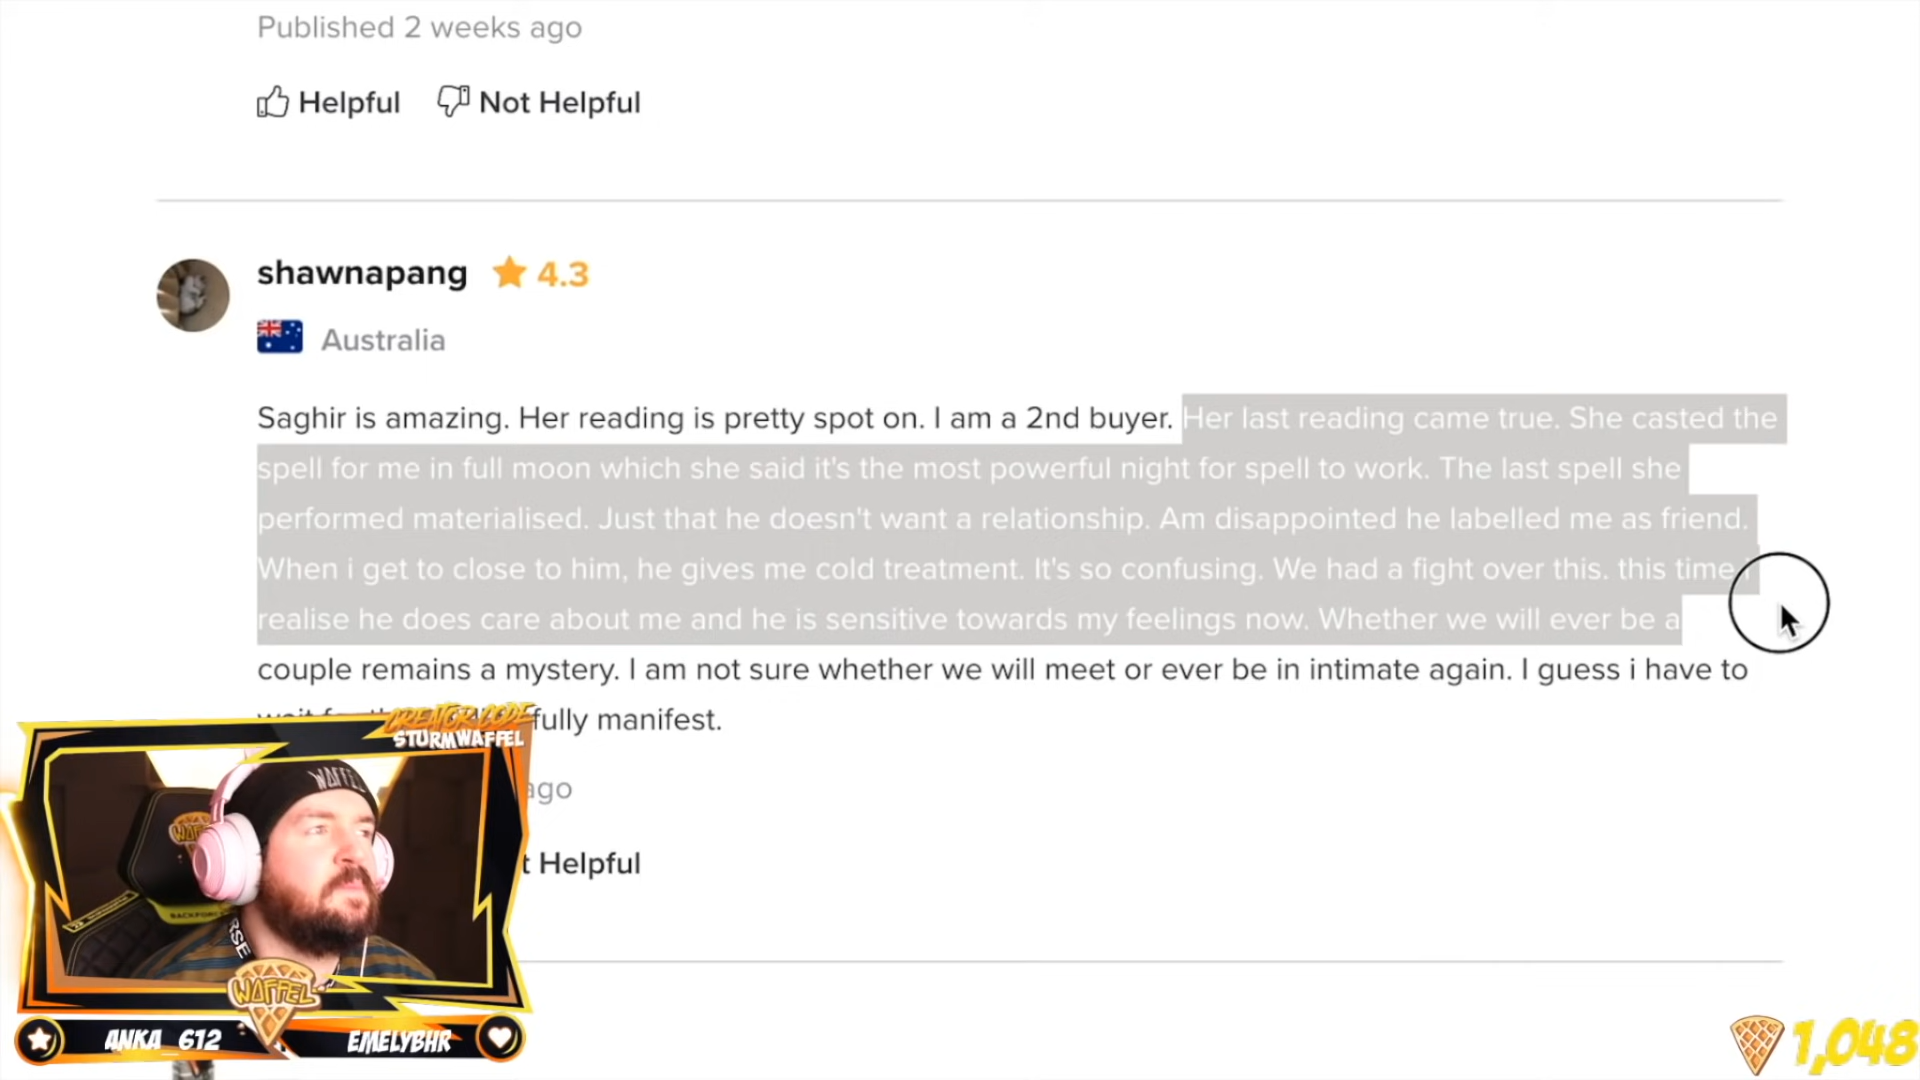 Published 2 weeks ago
Helpful Not Helpful
shawnapang 4.3
Australia
Saghir is amazing. Her reading is pretty spot on. I am a 2nd buyer. Her last reading came true. She casted the
spell for me in full moon which she said it's the most powerful night for spell to work. The last spell she
performed materialised. Just that he doesn't want a relationship. Am disappointed he labelled me as friend.
When i get to close to him, he gives me cold treatment. It's so confusing. We had a fight over this. this time i
realise he does care about me and he is sensitive towards my feelings now. Whether we will ever be a
couple remains a mystery. I am not sure whether we will meet or ever be in intimate again. I guess i have to
fully manifest.
ago
Helpful
CREATOR CODE
STURMWAFFEL
WAFFEL
BACKFORCE
WAFFEL
ANKA_612 EMELYBHR
1,048